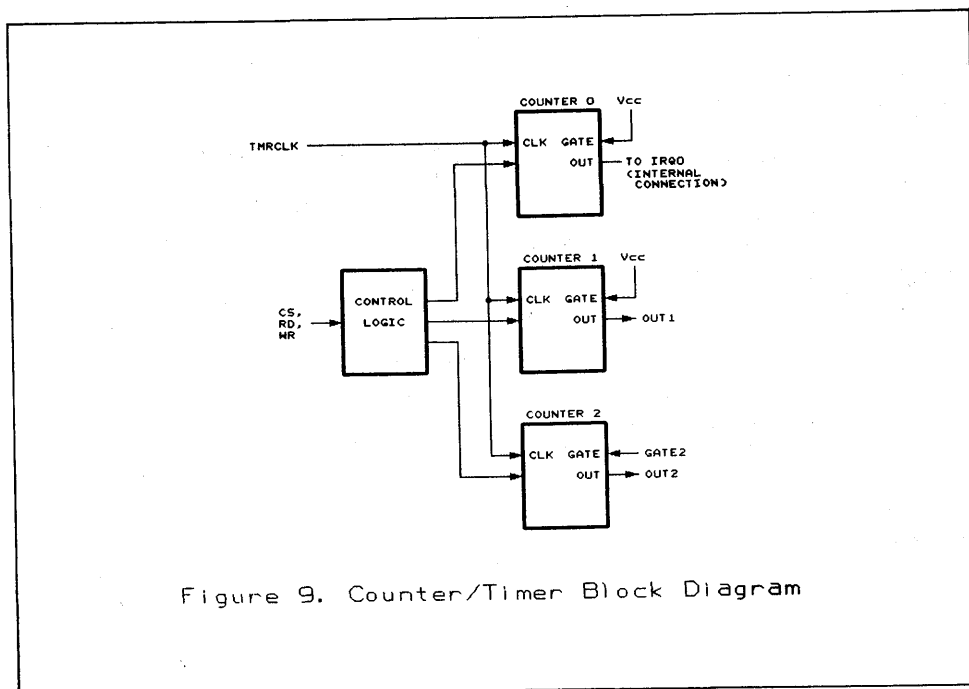 COUNTER 0
Vcc
TMRCLK
CLK GATE
OUT
TO IRQ0
(INTERNAL
CONNECTION)
COUNTER 1
Vcc
CONTROL
LOGIC
CS,
RD,
WR
CLK GATE
OUT
OUT1
COUNTER 2
CLK GATE
GATE2
OUT
OUT2
Figure 9. Counter/Timer Block Diagram